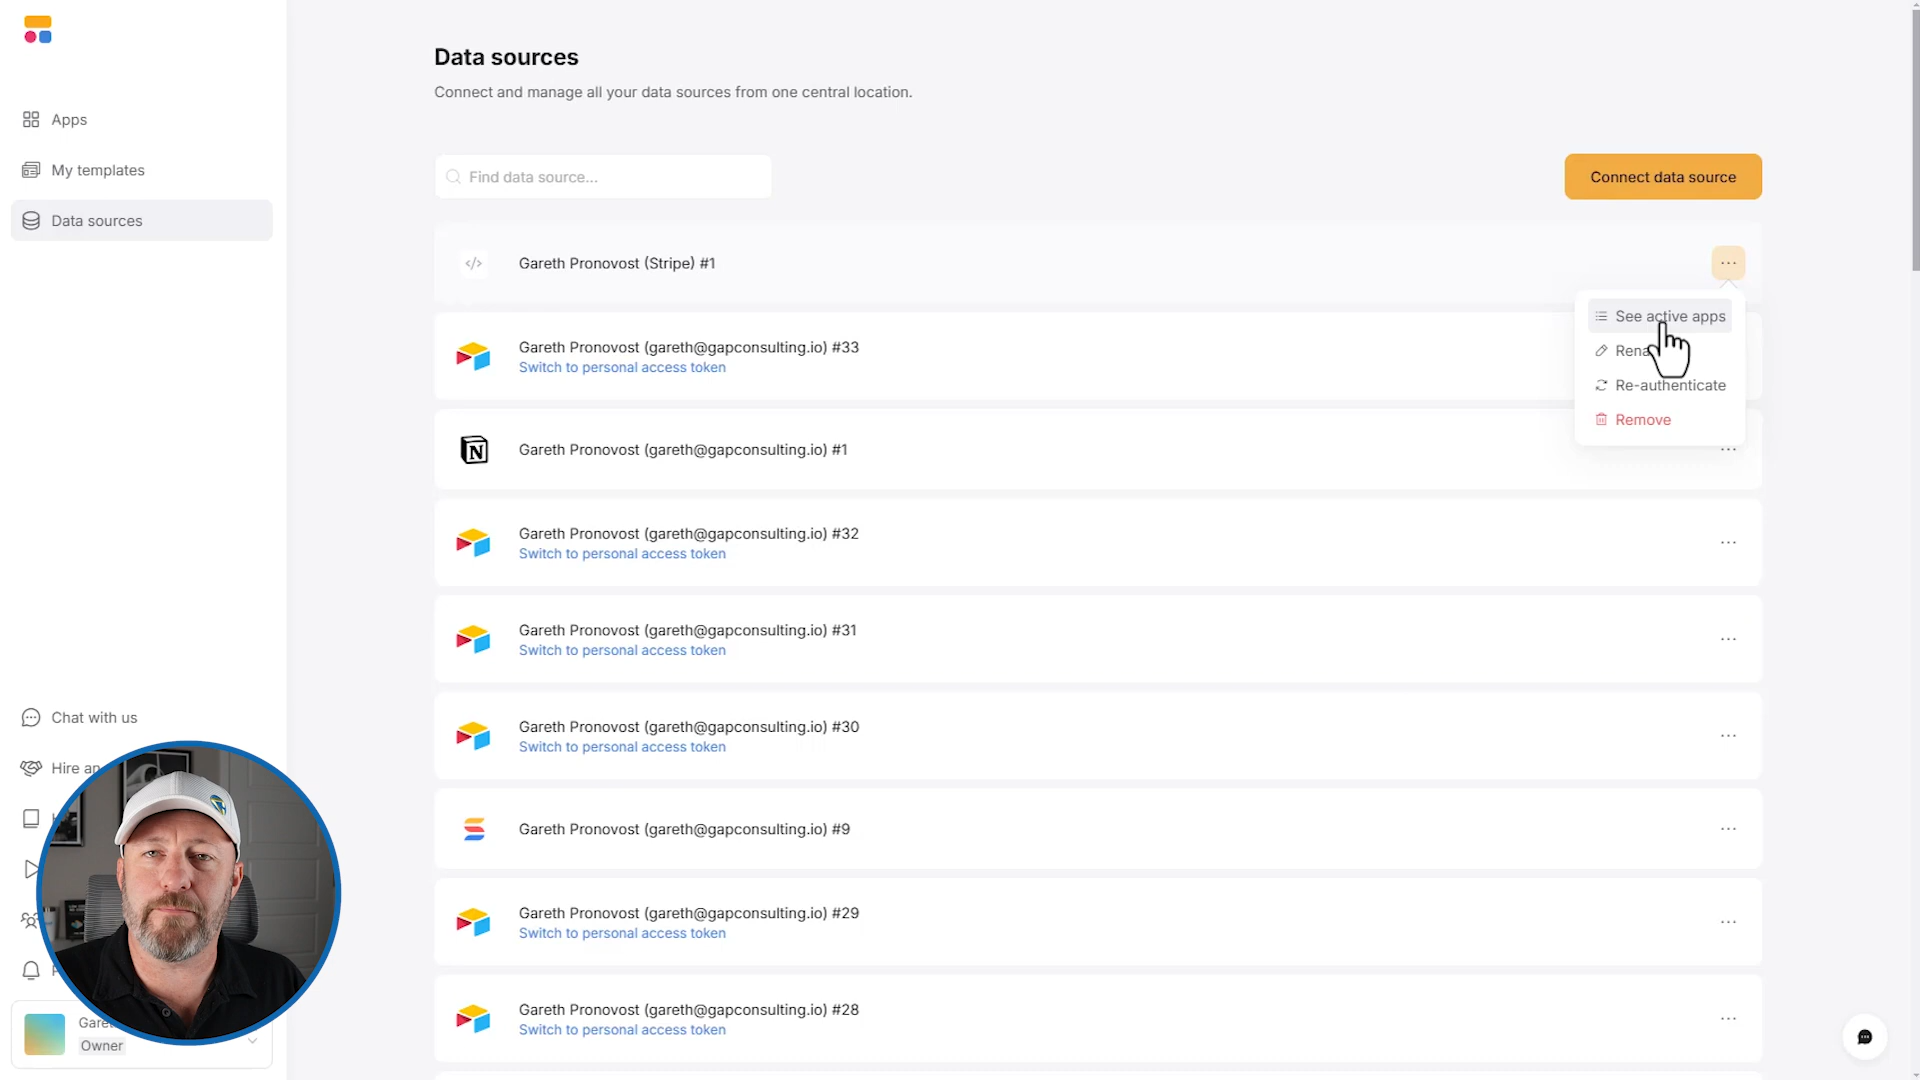 Data sources
Connect and manage all your data sources from one central location.
Apps
My templates
Data sources
Find data source...
Connect data source
Gareth Pronovost (Stripe) #1
See active apps
Rena
Re-authenticate
Remove
Gareth Pronovost (gareth@gapconsulting.io) #33
Switch to personal access token
Gareth Pronovost (gareth@gapconsulting.io) #1
Gareth Pronovost (gareth@gapconsulting.io) #32
Switch to personal access token
Gareth Pronovost (gareth@gapconsulting.io) #31
Switch to personal access token
Gareth Pronovost (gareth@gapconsulting.io) #30
Switch to personal access token
Gareth Pronovost (gareth@gapconsulting.io) #9
Gareth Pronovost (gareth@gapconsulting.io) #29
Switch to personal access token
Gareth Pronovost (gareth@gapconsulting.io) #28
Switch to personal access token
Chat with us
Hire an
Owner